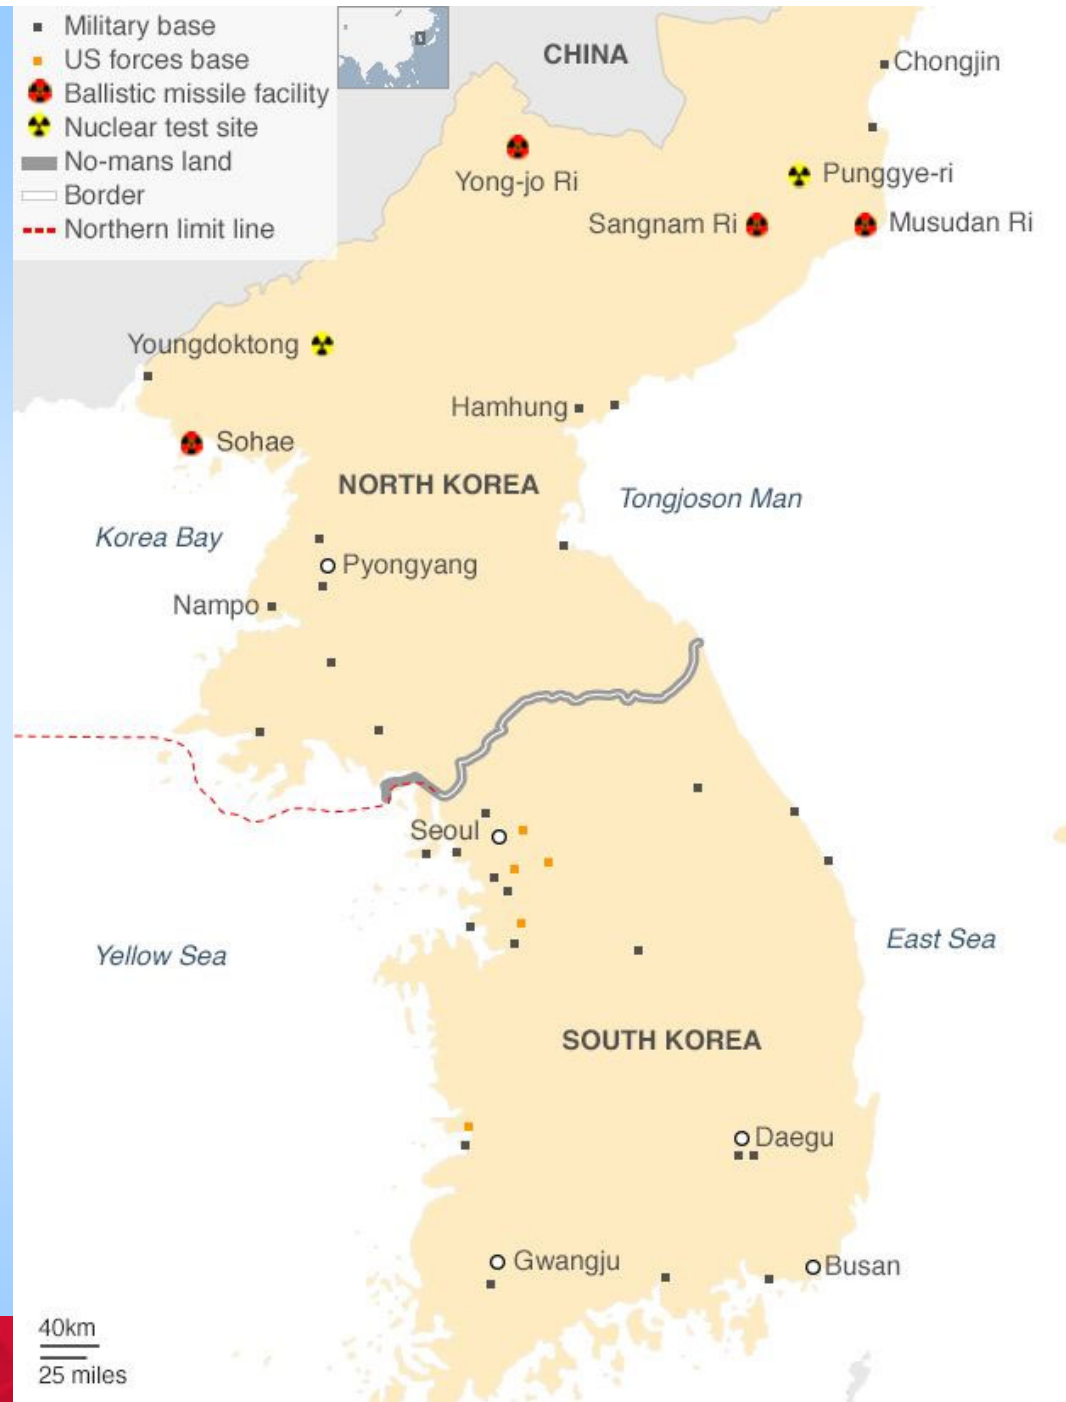 Military base
US forces base
Ballistic missile facility
Nuclear test site
No-mans land
Border
Northern limit line
CHINA
Chongjin
Yong-jo Ri
Punggye-ri
Sangnam Ri
Musudan Ri
Youngdoktong
Hamhung
Sohae
NORTH KOREA
Tongjoson Man
Korea Bay
Pyongyang
Nampo
Seoul
East Sea
Yellow Sea
SOUTH KOREA
Daegu
Gwangju
Busan
40km
25 miles